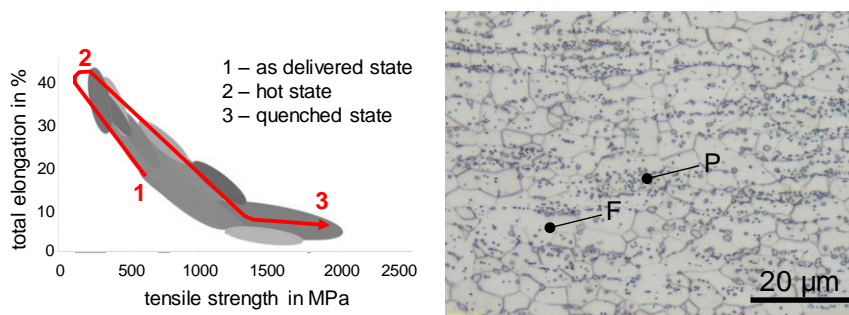 1 – as delivered state
2 – hot state
3 – quenched state
total elongation in %
40
30
20
10
0
2
1
3
0 500 1000 1500 2000 2500
tensile strength in MPa
P
F
20 µm